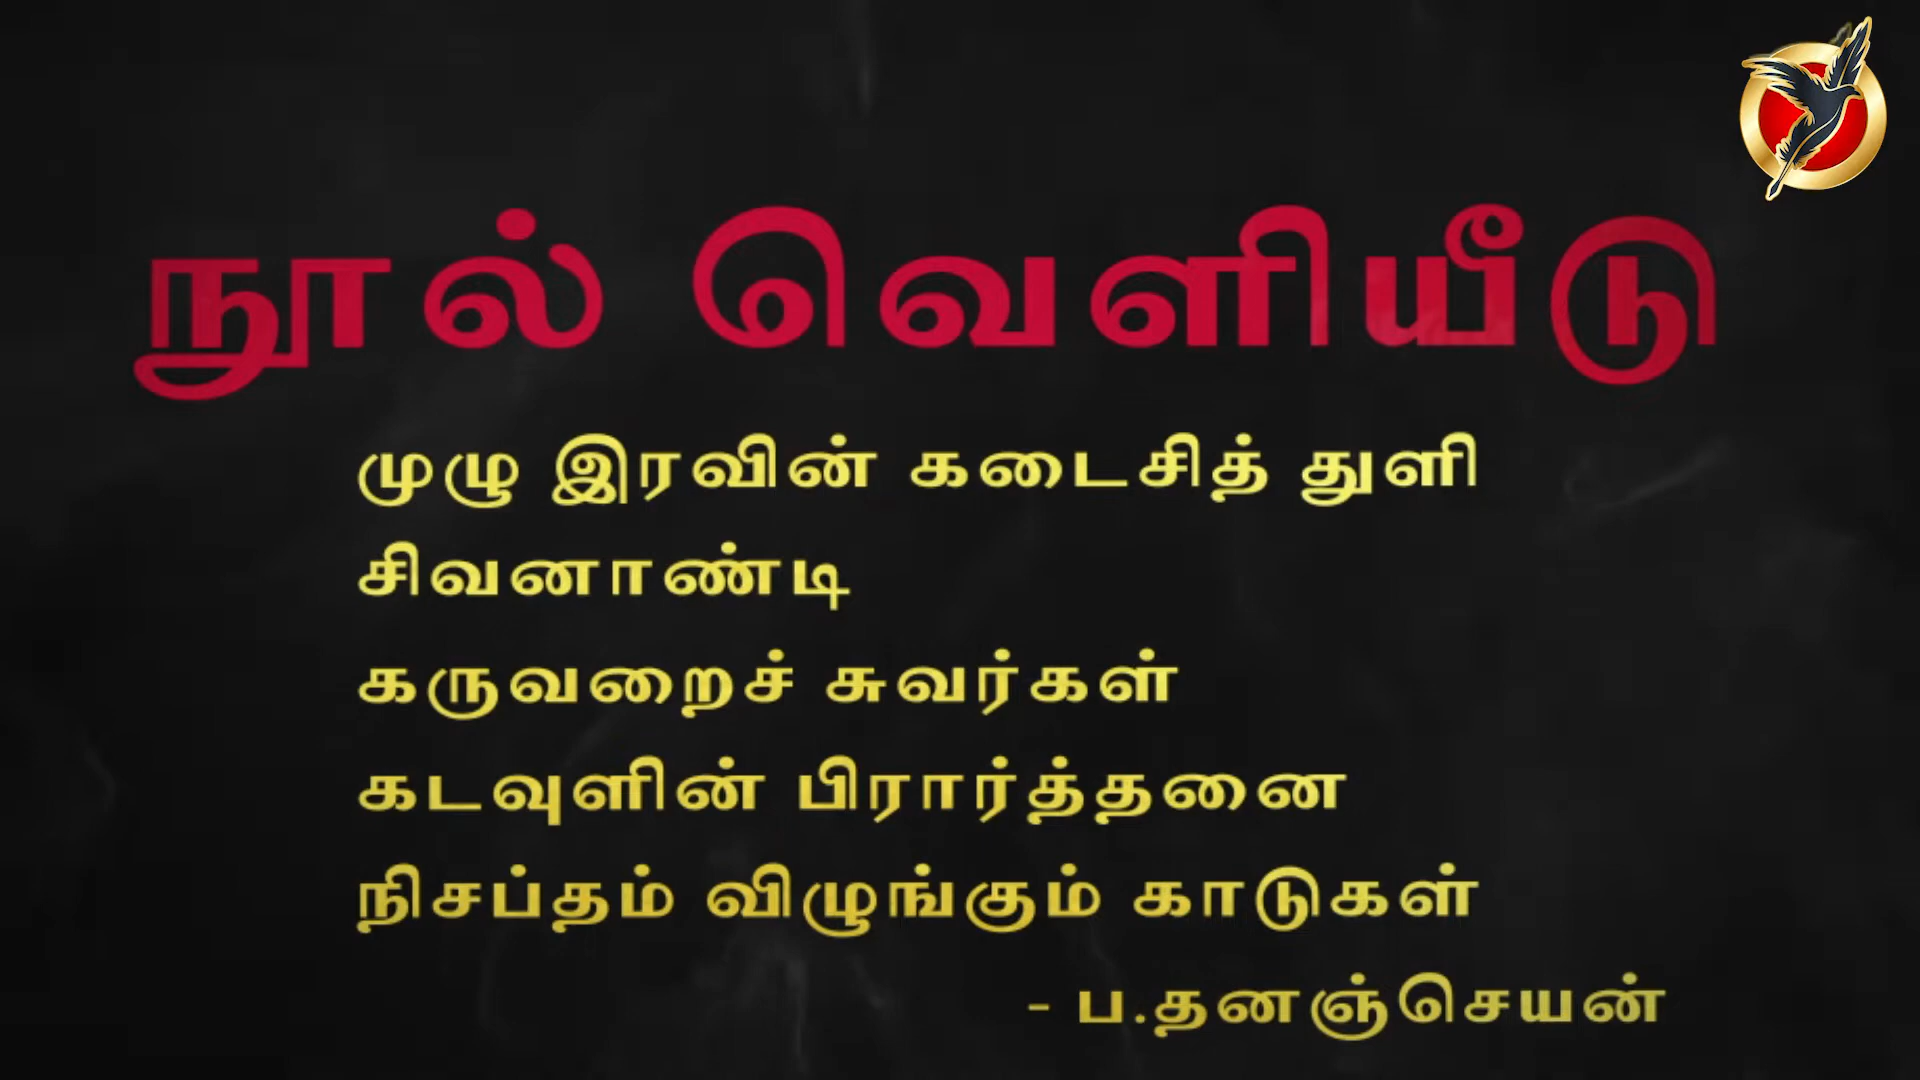 நூல் வெளியீடு
முழு இரவின் கடைசித் துளி
சிவனாண்டி
கருவறைச் சுவர்கள்
கடவுளின் பிரார்த்தனை
நிசப்தம் விழுங்கும் காடுகள்
- ப.தனஞ்செயன்